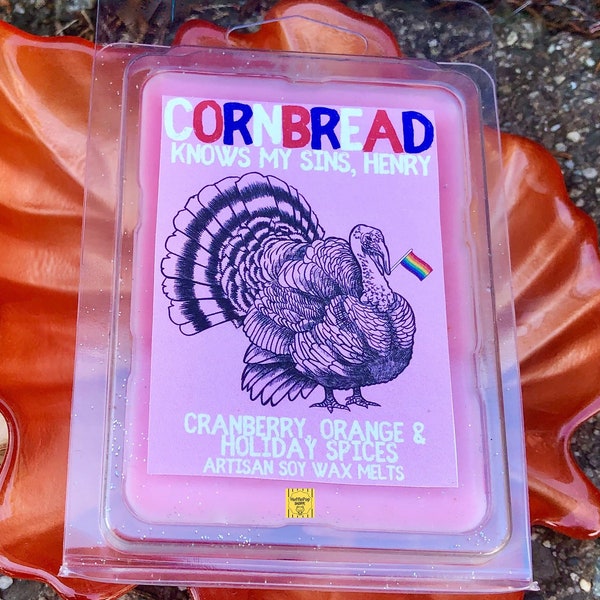 CORNBREAD
KNOWS MY SINS, HENRY
CRANBERRY, ORANGE &
HOLIDAY SPICES
ARTISAN SOY WAX MELTS